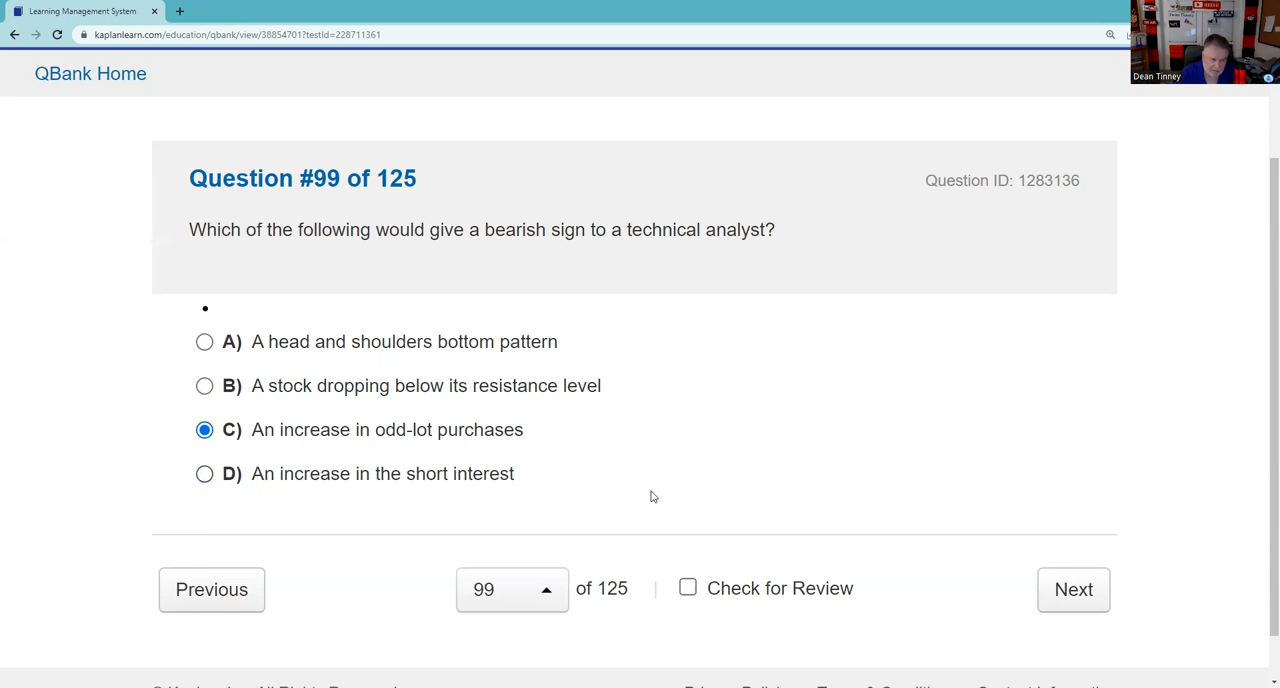 Learning Management System
kaplanlearn.com/education/qbank/view/38854701?testId=228711361
Dean Tinney
QBank Home
Question #99 of 125
Question ID: 1283136
Which of the following would give a bearish sign to a technical analyst?
A) A head and shoulders bottom pattern
B) A stock dropping below its resistance level
C) An increase in odd-lot purchases
D) An increase in the short interest
Previous
99
of 125
Check for Review
Next